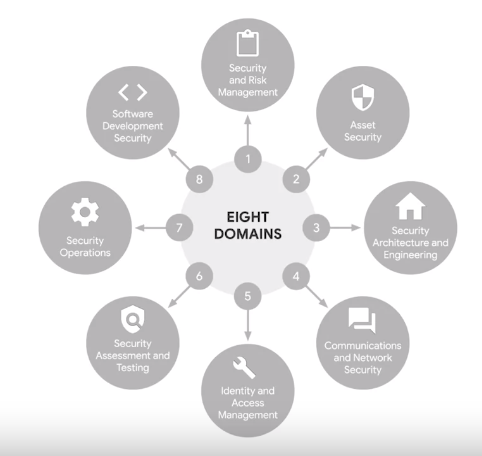 EIGHT
DOMAINS
1
Security
and Risk
Management
2
Asset
Security
3
Security
Architecture and
Engineering
4
Communications
and Network
Security
5
Identity and
Access
Management
6
Security
Assessment and
Testing
7
Security
Operations
8
Software
Development
Security